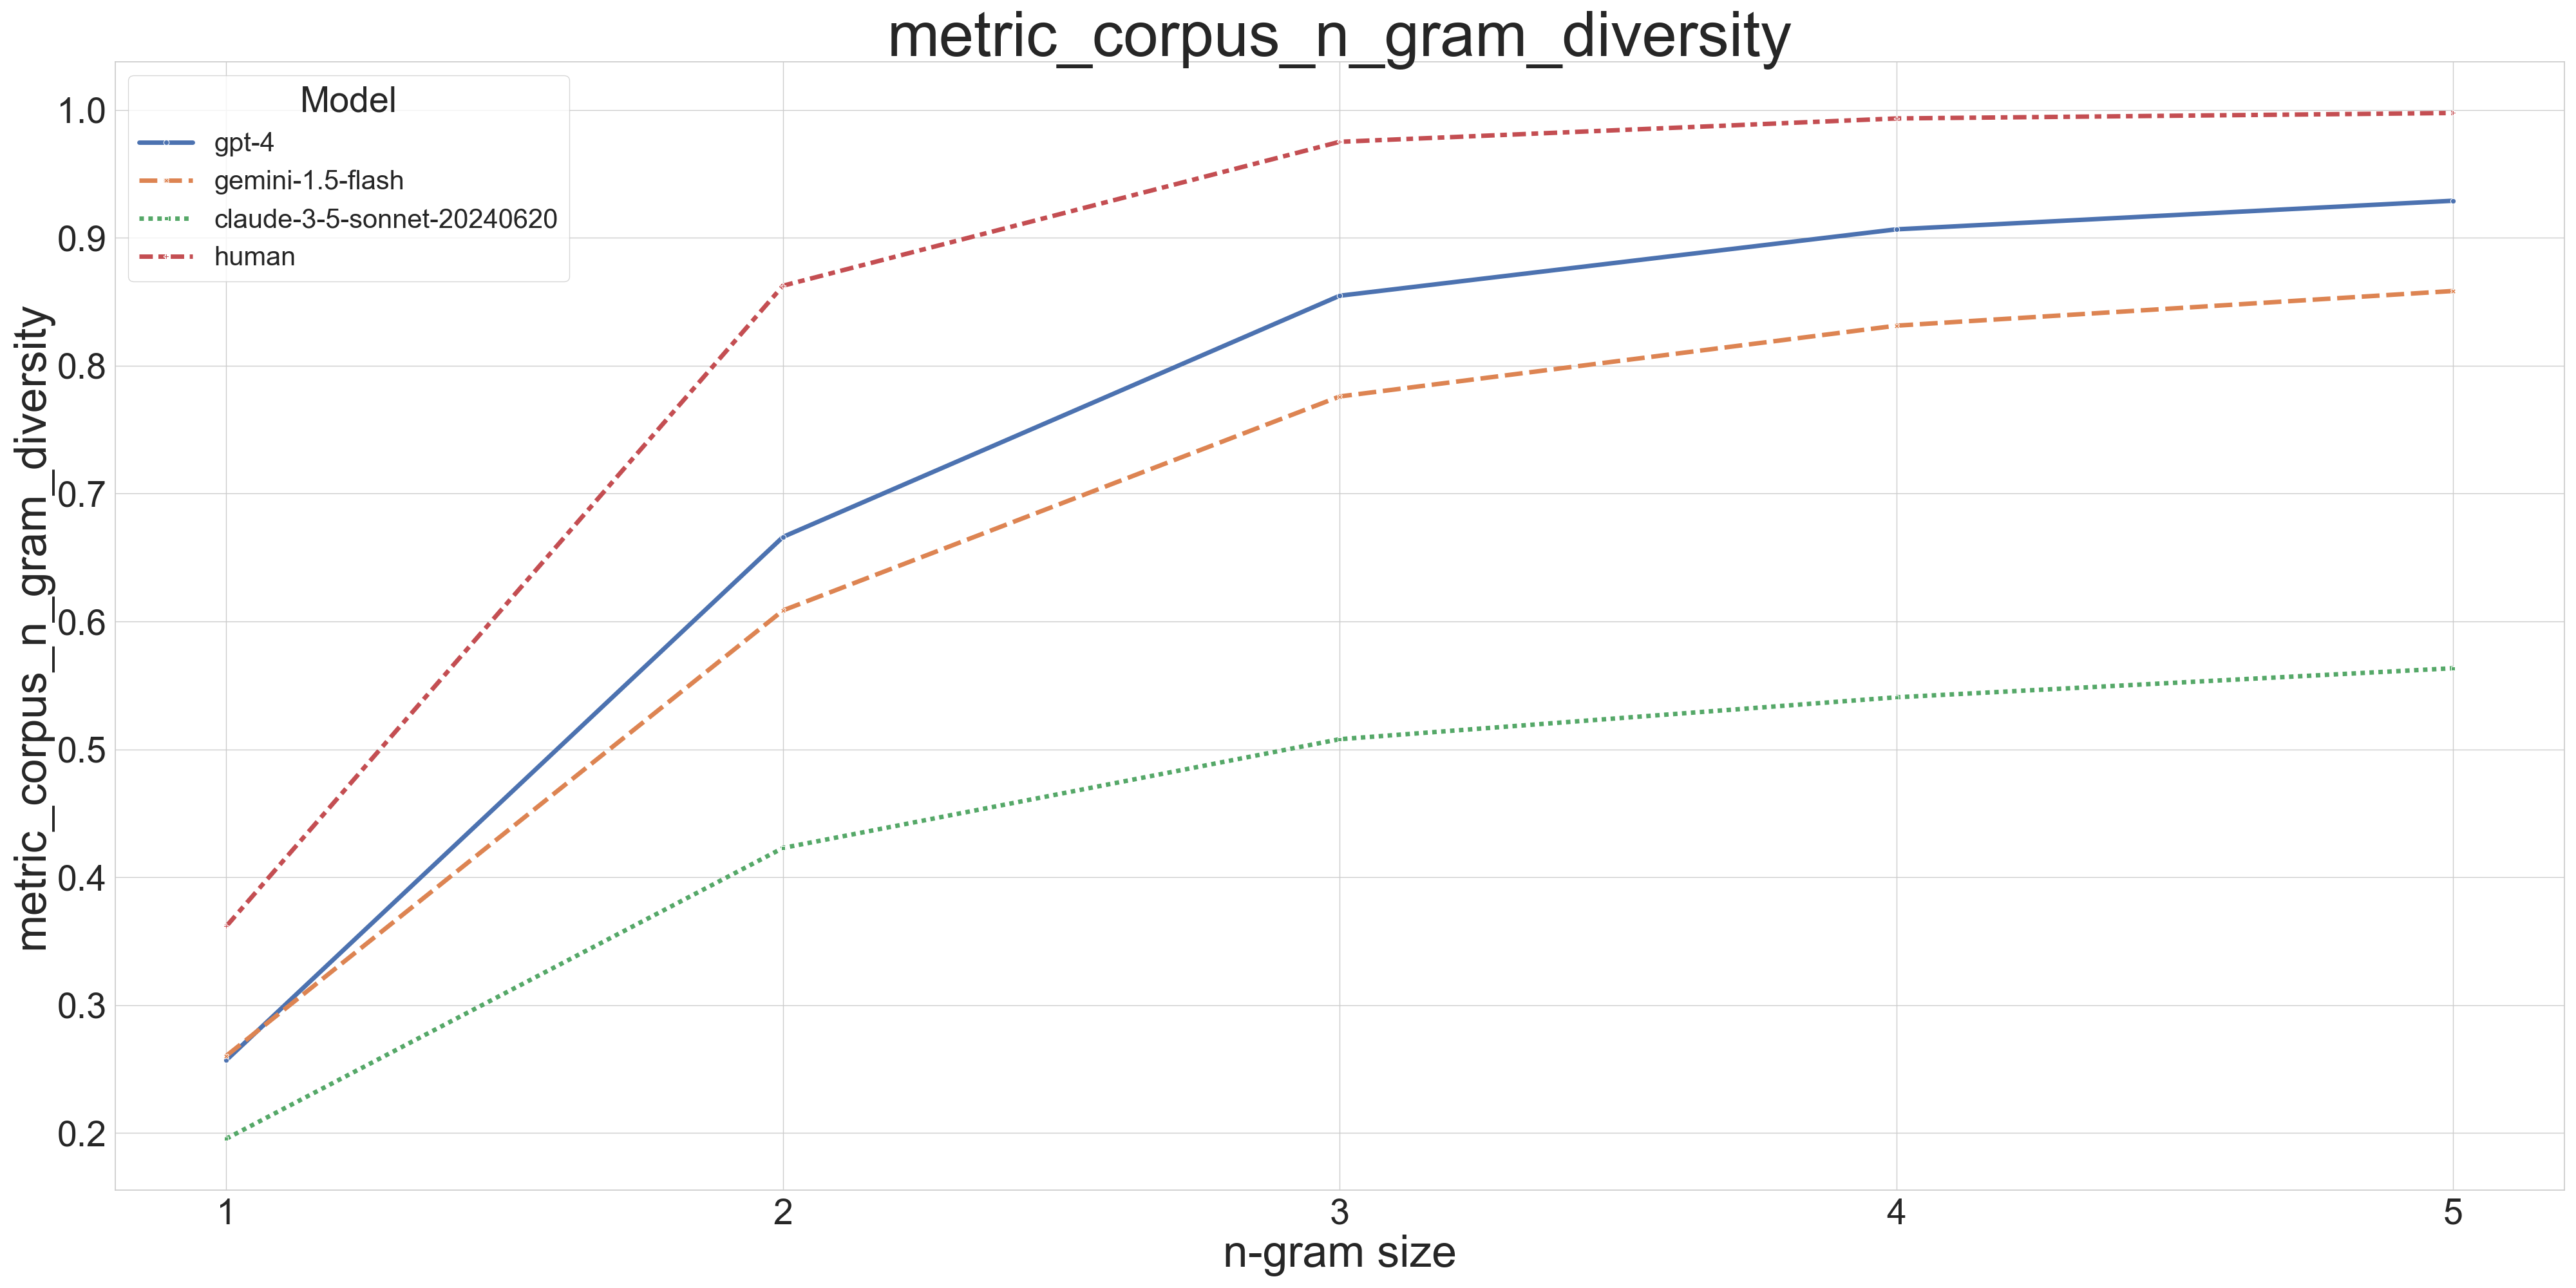 metric_corpus_n_gram_diversity
metric_corpus_n_gram_diversity
1.0
0.9
0.8
0.7
0.6
0.5
0.4
0.3
0.2
Model
gpt-4
gemini-1.5-flash
claude-3-5-sonnet-20240620
human
1 2 3 4 5
n-gram size